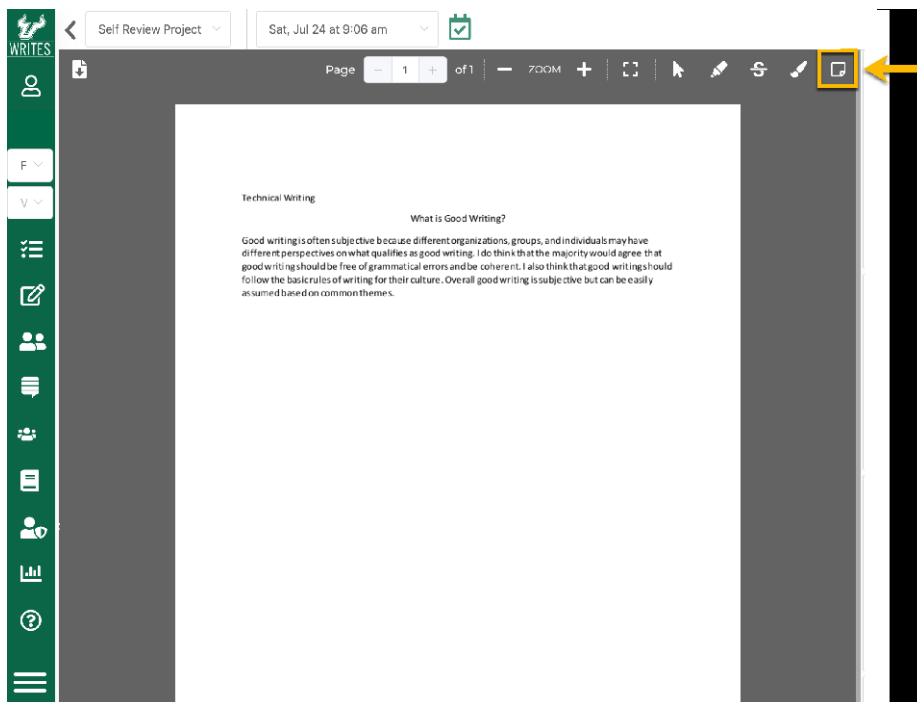 WRITES
Self Review Project
Sat, Jul 24 at 9:06 am
Page - 1 + of 1
ZOOM
F
V
Technical Writing
What is Good Writing?
Good writing is often subjective because different organizations, groups, and individuals may have
different perspectives on what qualifies as good writing. I do think that the majority would agree that
good writing should be free of grammatical errors and be coherent. I also think that good writing should
follow the basic rules of writing for their culture. Overall good writing is subjective but can be easily
assumed based on common themes.